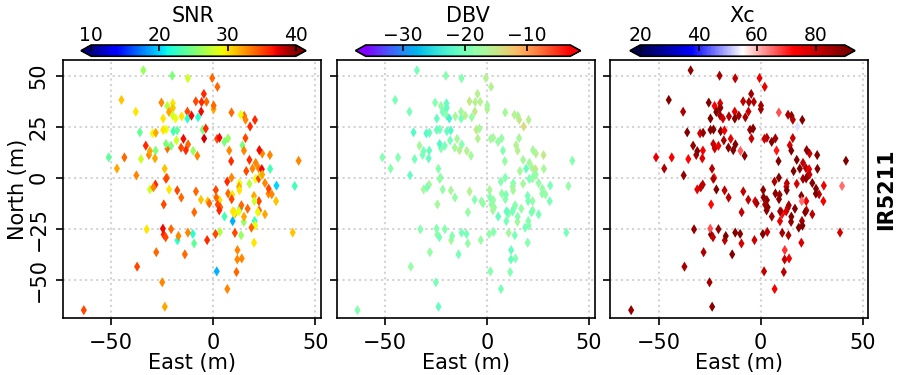 SNR DBV Xc
10 20 30 40 −30 −20 −10 20 40 60 80
50
25
0
−25
−50
North (m)
−50 0 50 −50 0 50 −50 0 50
East (m) East (m) East (m)
IR5211